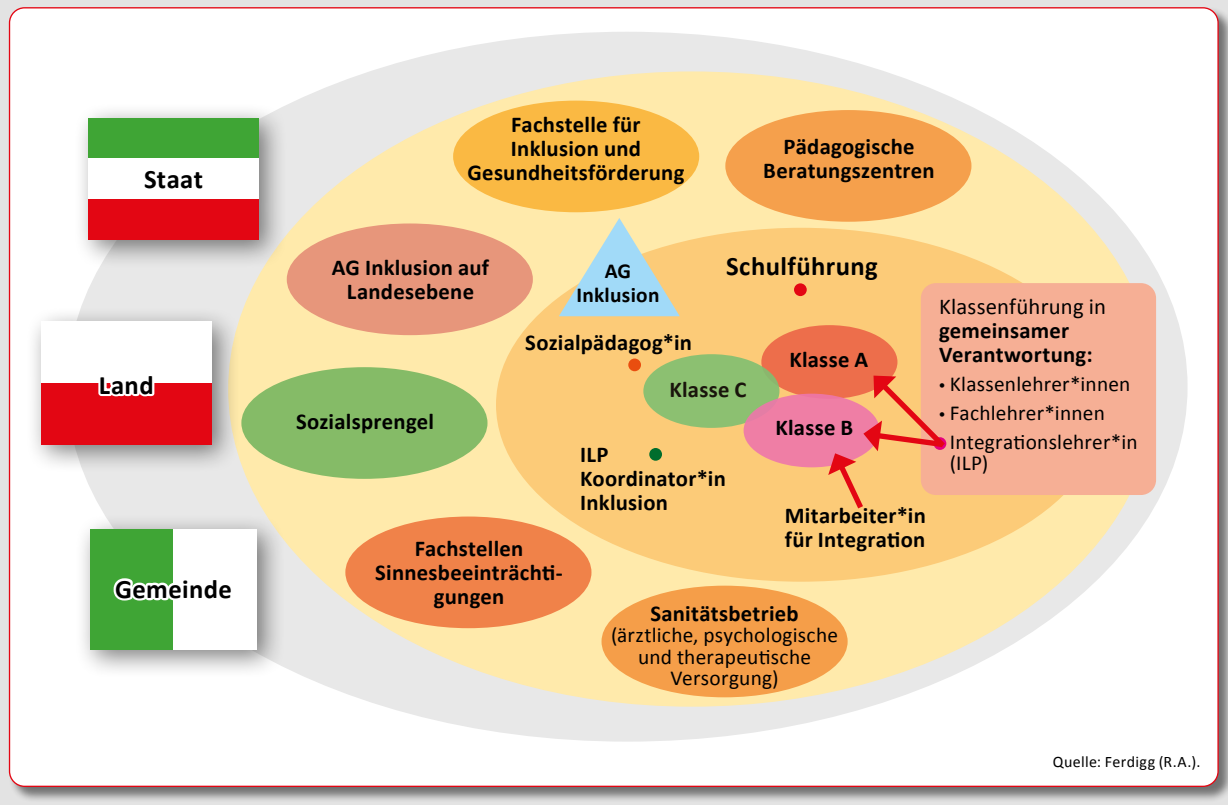 Staat
Fachstelle für
Inklusion und
Gesundheitsförderung
Pädagogische
Beratungszentren
AG Inklusion auf
Landesebene
AG
Inklusion
Schulführung
Klassenführung in
gemeinsamer
Verantwortung:
• Klassenlehrer*innen
• Fachlehrer*innen
• Integrationslehrer*in
(ILP)
Land
Sozialpädagog*in
Klasse A
Klasse C
Klasse B
Sozialsprengel
ILP
Koordinator*in
Inklusion
Mitarbeiter*in
für Integration
Gemeinde
Fachstellen
Sinnesbeeinträchti-
gungen
Sanitätsbetrieb
(ärztliche, psychologische
und therapeutische
Versorgung)
Quelle: Ferdigg (R.A.).